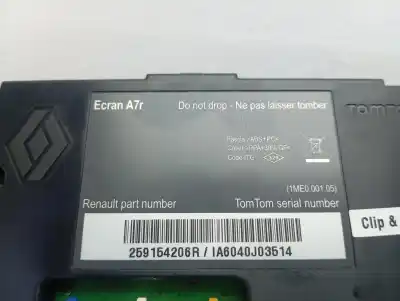 Ecran A7r
Do not drop - Ne pas laisser tomber
TOMTO
(1ME0.001.05)
Renault part number
TomTom serial number
Clip &
259154206R / IA6040J03514